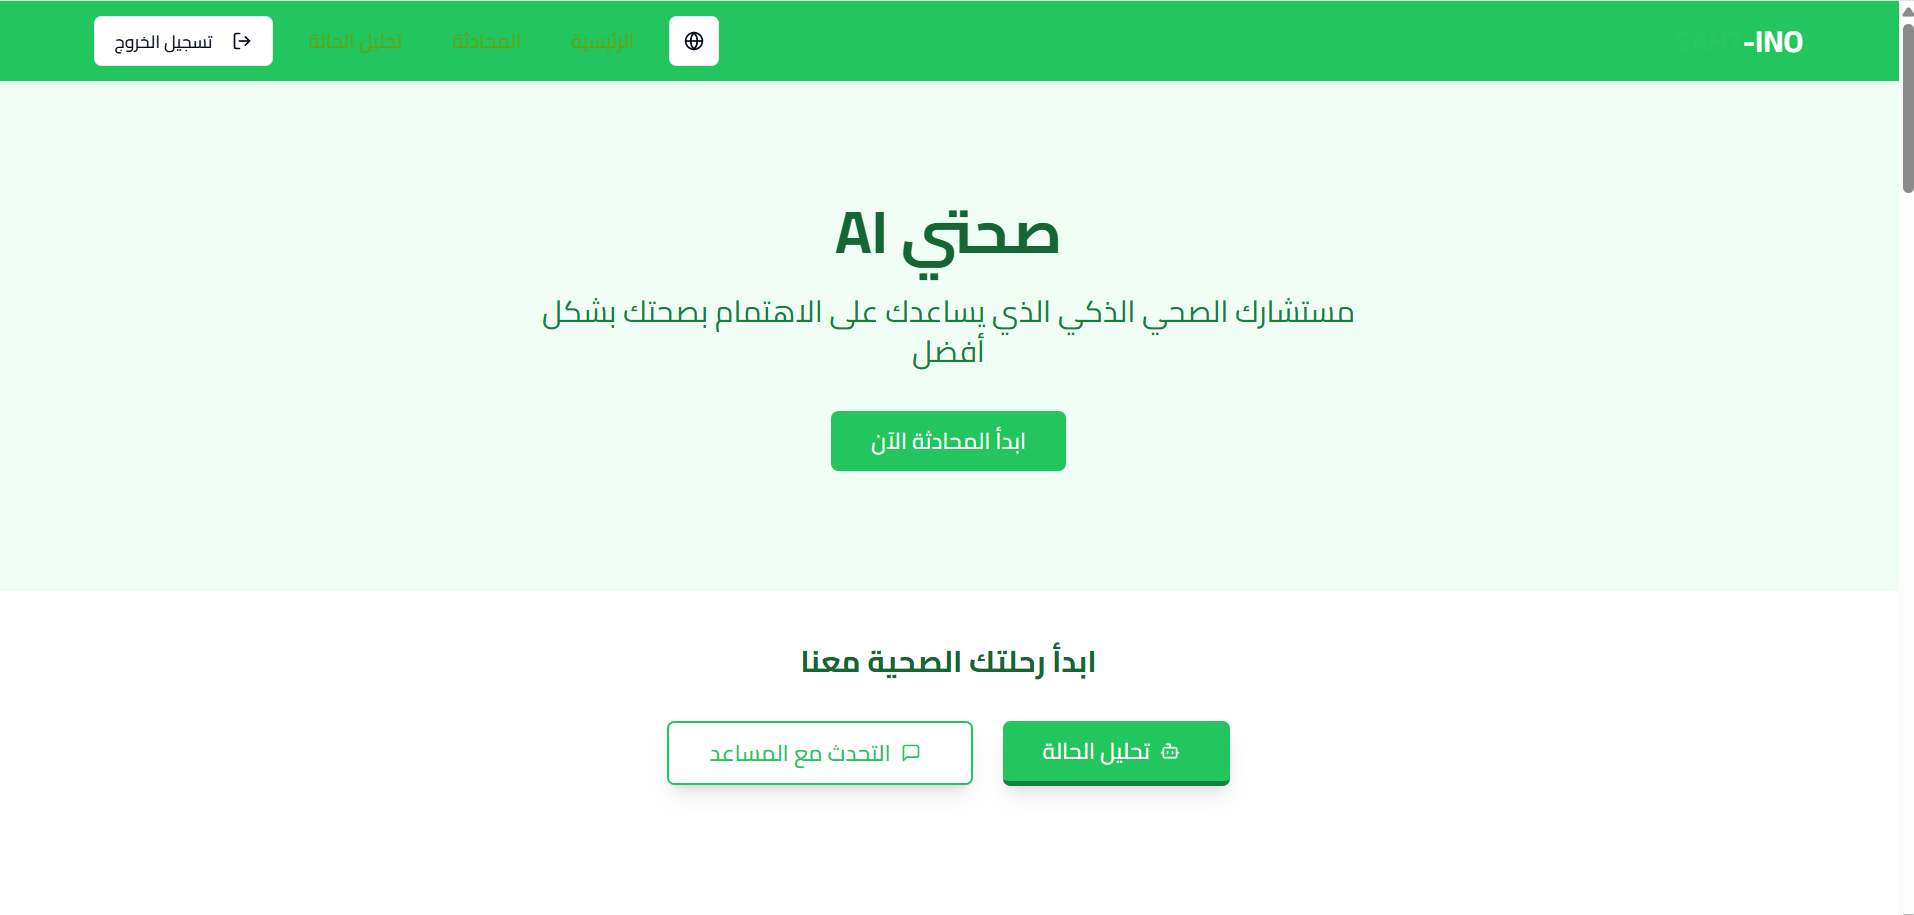 -INO
الرئيسية
المحادثة
تحليل الحالة
تسجيل الخروج
صحتي AI
مستشارك الصحي الذكي الذي يساعدك على الاهتمام بصحتك بشكل
أفضل
ابدأ المحادثة الآن
ابدأ رحلتك الصحية معنا
تحليل الحالة
التحدث مع المساعد